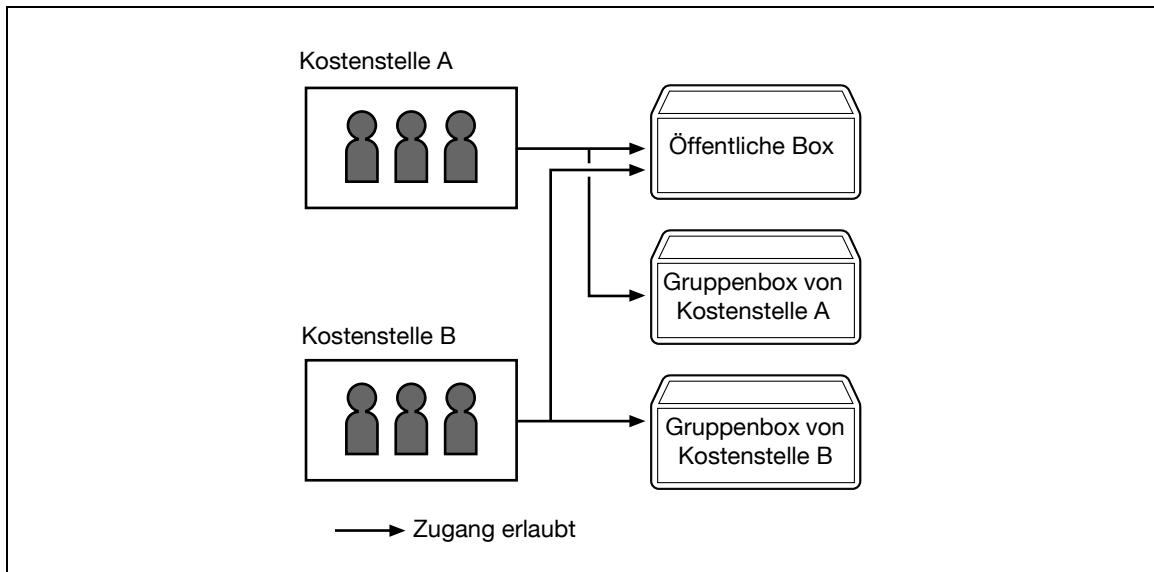 Kostenstelle A
Öffentliche Box
Gruppenbox von
Kostenstelle A
Kostenstelle B
Gruppenbox von
Kostenstelle B
Zugang erlaubt